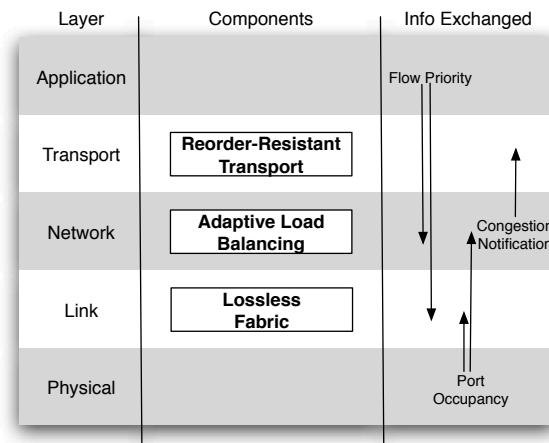 Layer Components Info Exchanged
Application
Flow Priority
Transport
Reorder-Resistant
Transport
Network
Adaptive Load
Balancing
Congestion
Notification
Link
Lossless
Fabric
Physical
Port
Occupancy